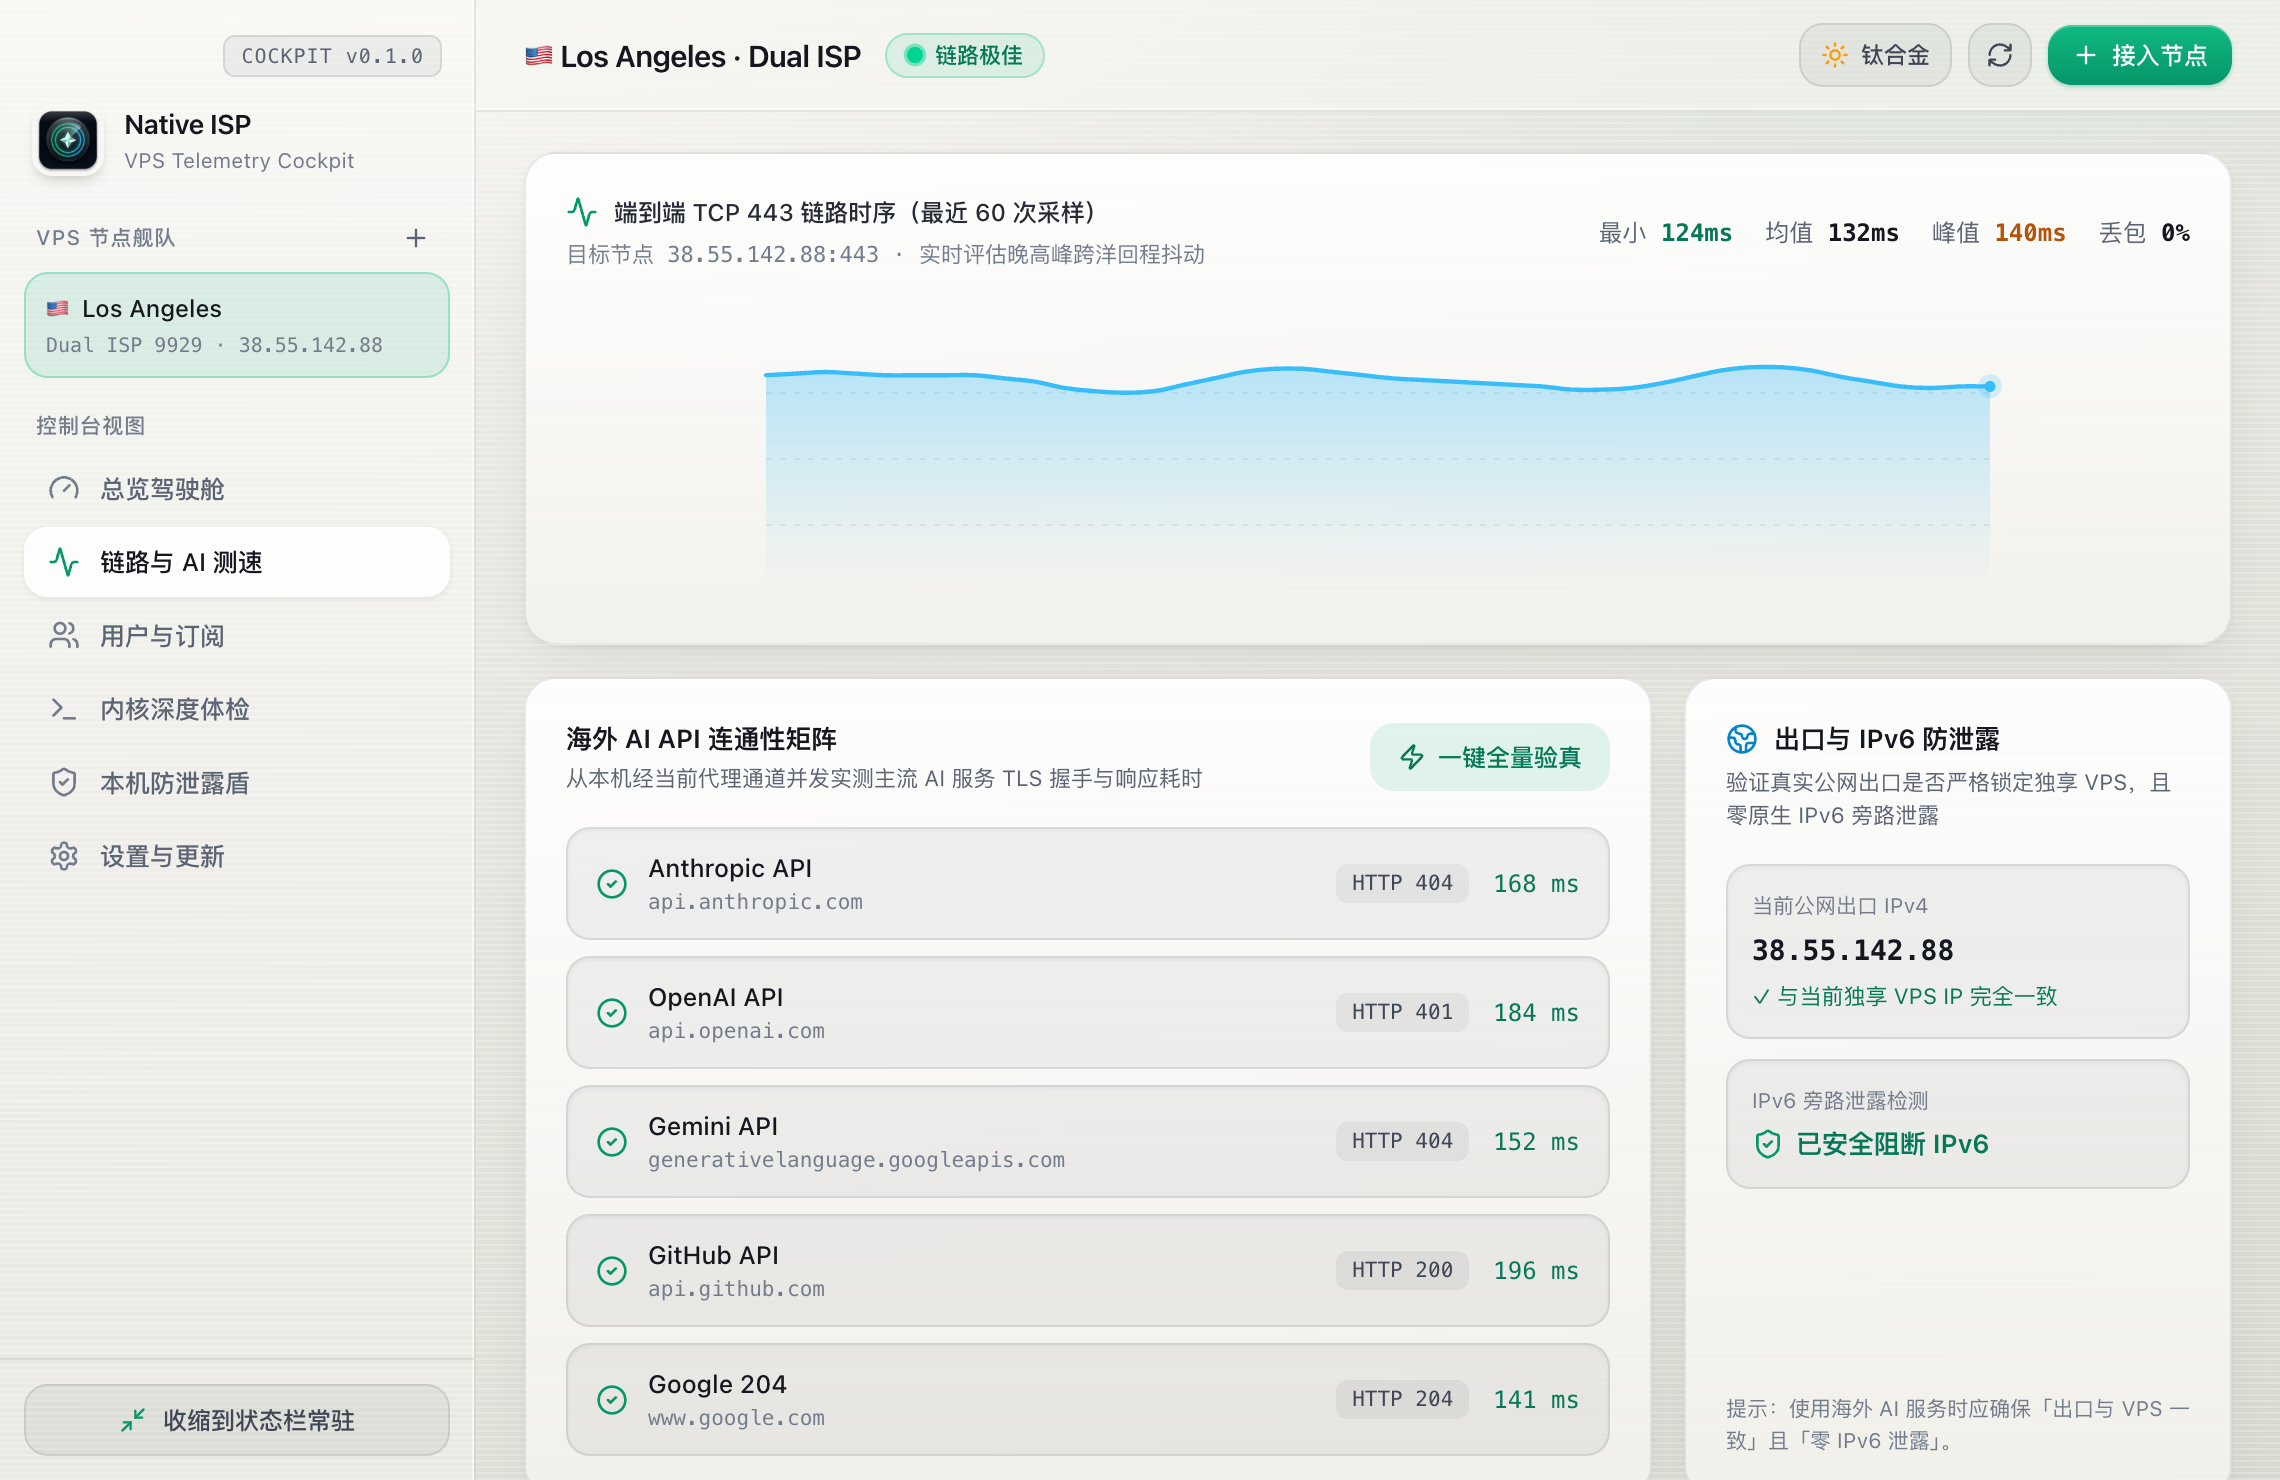 COCKPIT v0.1.0
Native ISP
VPS Telemetry Cockpit
VPS 节点舰队
Los Angeles
Dual ISP 9929 · 38.55.142.88
控制台视图
总览驾驶舱
链路与 AI 测速
用户与订阅
内核深度体检
本机防泄露盾
设置与更新
收缩到状态栏常驻
Los Angeles · Dual ISP
链路极佳
钛合金
接入节点
端到端 TCP 443 链路时序（最近 60 次采样）
目标节点 38.55.142.88:443 · 实时评估晚高峰跨洋回程抖动
最小 124ms 均值 132ms 峰值 140ms 丢包 0%
海外 AI API 连通性矩阵
从本机经当前代理通道并发实测主流 AI 服务 TLS 握手与响应耗时
一键全量验真
Anthropic API
api.anthropic.com
HTTP 404 168 ms
OpenAI API
api.openai.com
HTTP 401 184 ms
Gemini API
generativelanguage.googleapis.com
HTTP 404 152 ms
GitHub API
api.github.com
HTTP 200 196 ms
Google 204
www.google.com
HTTP 204 141 ms
出口与 IPv6 防泄露
验证真实公网出口是否严格锁定独享 VPS，且
零原生 IPv6 旁路泄露
当前公网出口 IPv4
38.55.142.88
✓ 与当前独享 VPS IP 完全一致
IPv6 旁路泄露检测
已安全阻断 IPv6
提示：使用海外 AI 服务时应确保「出口与 VPS 一
致」且「零 IPv6 泄露」。